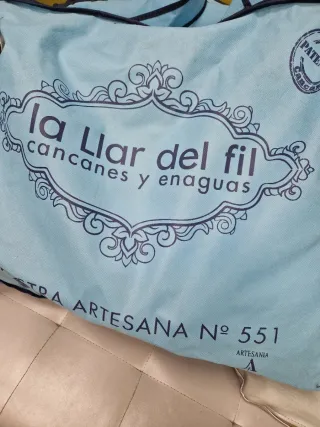 la Llar del fil
cancanes y enaguas
ARTESANA Nº 551
ARTESANIA